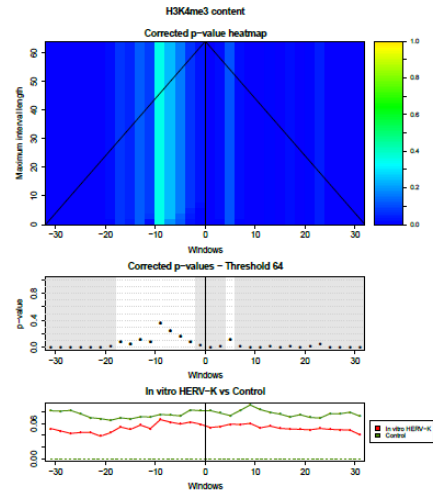 H3K4me3 content
Corrected p-value heatmap
Maximum interval length
0 10 20 30 40 50 60
-30 -20 -10 0 10 20 30
Windows
1.0
0.8
0.6
0.4
0.2
0.0
Corrected p-values - Threshold 64
p-value
0.0 0.4 0.8
-30 -20 -10 0 10 20 30
Windows
In vitro HERV-K vs Control
0.00 0.06
-30 -20 -10 0 10 20 30
Windows
In vitro HERV-K
Control